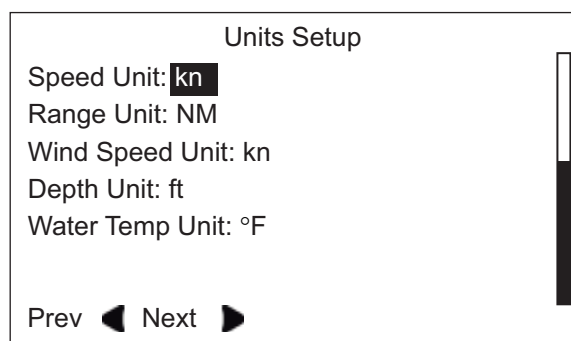 Units Setup
Speed Unit: kn
Range Unit: NM
Wind Speed Unit: kn
Depth Unit: ft
Water Temp Unit: °F
Prev Next